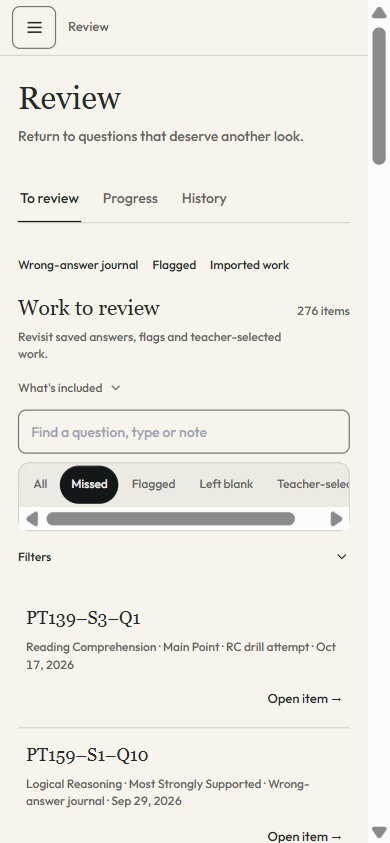 Review
Review
Return to questions that deserve another look.
To review Progress History
Wrong-answer journal Flagged Imported work
Work to review 276 items
Revisit saved answers, flags and teacher-selected
work.
What's included
Find a question, type or note
All Missed Flagged Left blank Teacher-selec
Filters
PT139–S3–Q1
Reading Comprehension · Main Point · RC drill attempt · Oct
17, 2026
Open item →
PT159–S1–Q10
Logical Reasoning · Most Strongly Supported · Wrong-
answer journal · Sep 29, 2026
Open item →